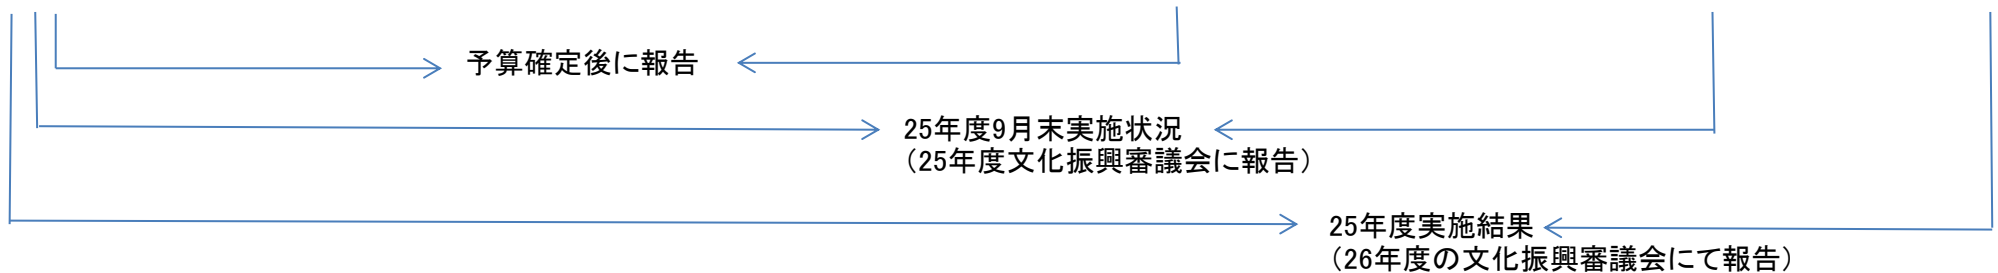 予算確定後に報告
25年度9月末実施状況
（25年度文化振興審議会に報告）
25年度実施結果
（26年度の文化振興審議会にて報告）